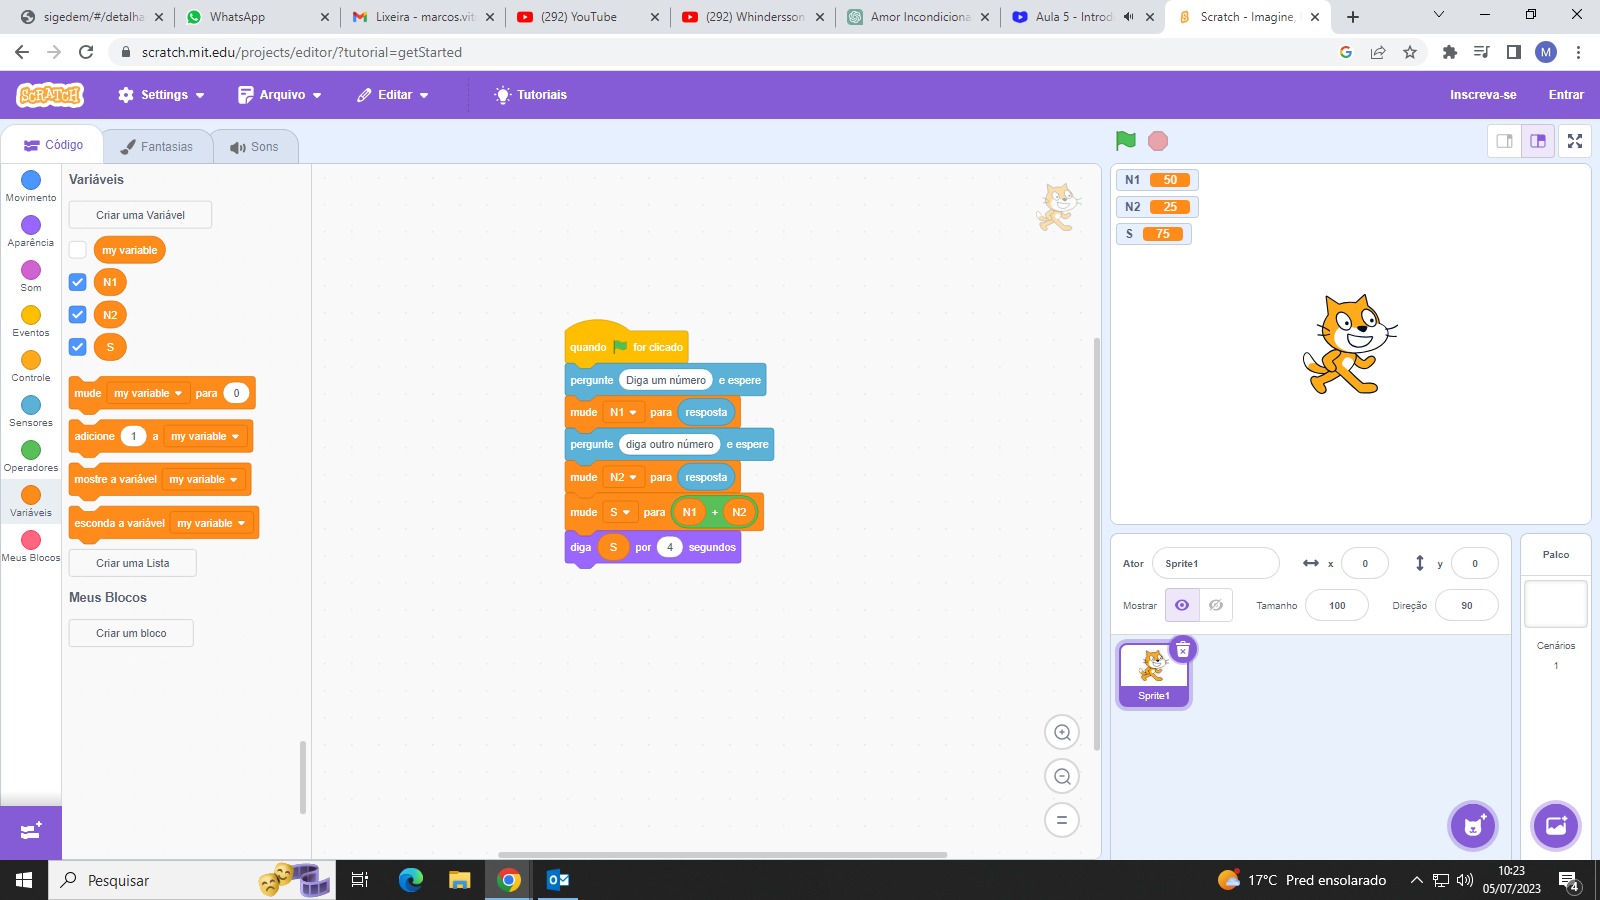 sigedem/#/detalha
WhatsApp
Lixeira - marcos.vit
(292) YouTube
(292) Whindersson
Amor Incondiciona
Aula 5 - Introd
Scratch - Imagine,
scratch.mit.edu/projects/editor/?tutorial=getStarted
M
SCRATCH
Settings
Arquivo
Editar
Tutoriais
Inscreva-se
Entrar
Código
Fantasias
Sons
Movimento
Aparência
Som
Eventos
Controle
Sensores
Operadores
Variáveis
Meus Blocos
Variáveis
Criar uma Variável
my variable
N1
N2
S
mude my variable para 0
adicione 1 a my variable
mostre a variável my variable
esconda a variável my variable
Criar uma Lista
Meus Blocos
Criar um bloco
quando for clicado
pergunte Diga um número e espere
mude N1 para resposta
pergunte diga outro número e espere
mude N2 para resposta
mude S para N1 + N2
diga S por 4 segundos
N1 50
N2 25
S 75
Ator Sprite1 x 0 y 0
Mostrar Tamanho 100 Direção 90
Sprite1
Palco
Cenários
1
Pesquisar
17°C Pred ensolarado
10:23
05/07/2023
4